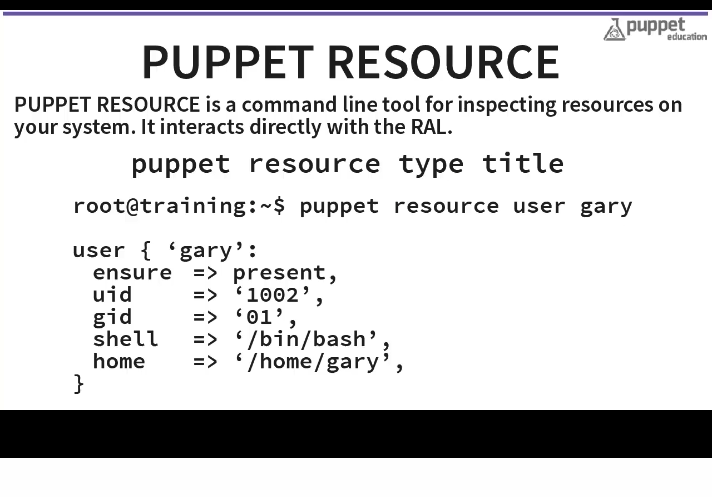 puppet
education
PUPPET RESOURCE
PUPPET RESOURCE is a command line tool for inspecting resources on
your system. It interacts directly with the RAL.
puppet resource type title
root@training:~$ puppet resource user gary
user { ‘gary’:
ensure => present,
uid => ‘1002’,
gid => ‘01’,
shell => ‘/bin/bash’,
home => ‘/home/gary’,
}